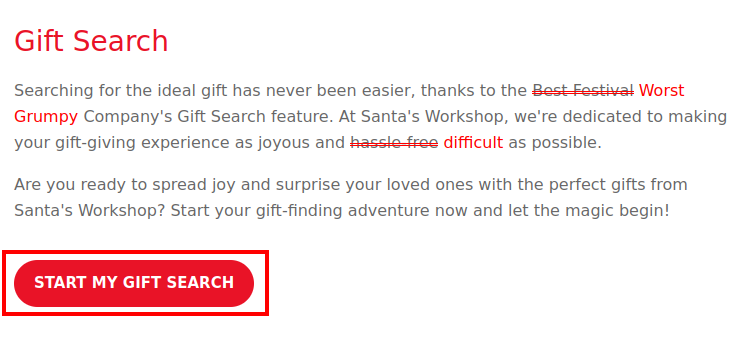 Gift Search
Searching for the ideal gift has never been easier, thanks to the Best Festival Worst
Grumpy Company's Gift Search feature. At Santa's Workshop, we're dedicated to making
your gift-giving experience as joyous and hassle-free difficult as possible.
Are you ready to spread joy and surprise your loved ones with the perfect gifts from
Santa's Workshop? Start your gift-finding adventure now and let the magic begin!
START MY GIFT SEARCH